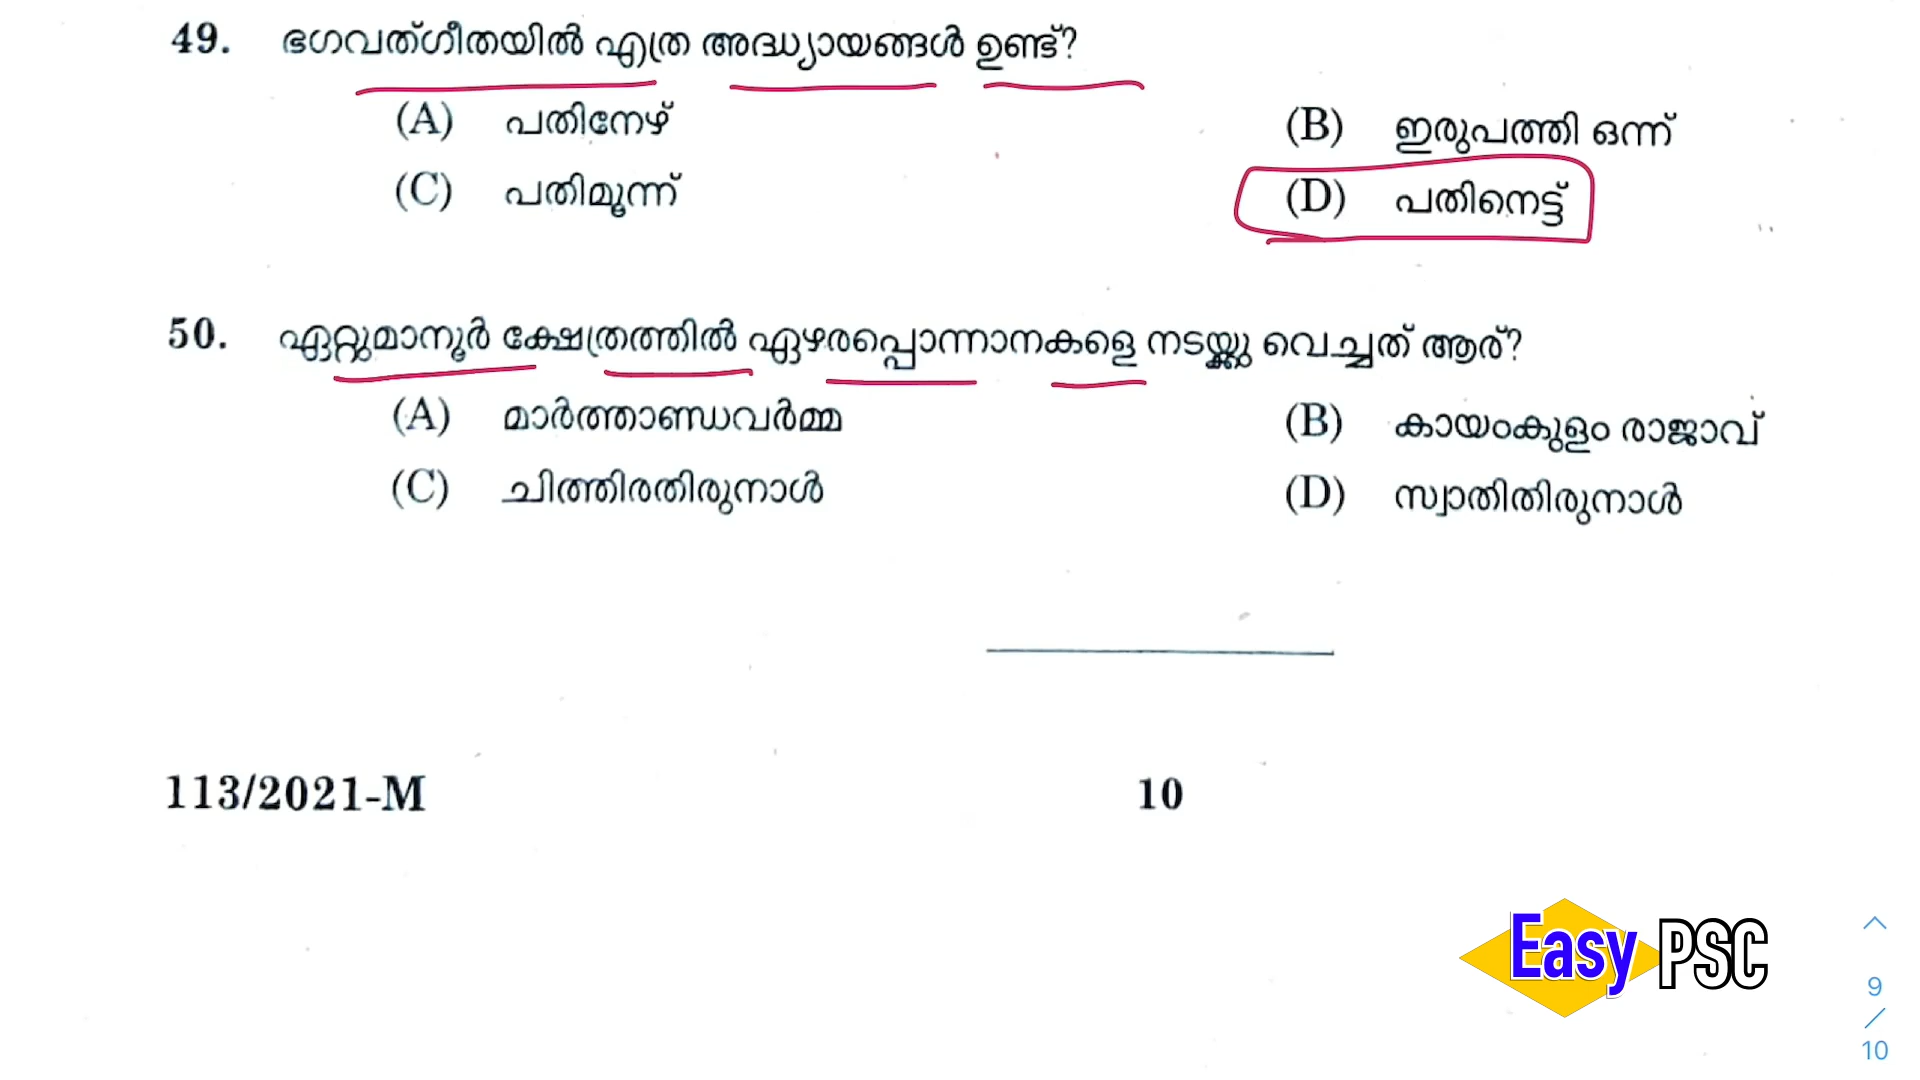 49. ഭഗവത്ഗീതയിൽ എത്ര അദ്ധ്യായങ്ങൾ ഉണ്ട്?
(A) പതിനേഴ് (B) ഇരുപത്തി ഒന്ന്
(C) പതിമൂന്ന് (D) പതിനെട്ട്
50. ഏറ്റുമാനൂർ ക്ഷേത്രത്തിൽ ഏഴരപ്പൊന്നാനകളെ നടയ്ക്കു വെച്ചത് ആര്?
(A) മാർത്താണ്ഡവർമ്മ (B) കായംകുളം രാജാവ്
(C) ചിത്തിരതിരുനാൾ (D) സ്വാതിതിരുനാൾ
113/2021-M 10
Easy PSC
9
/
10